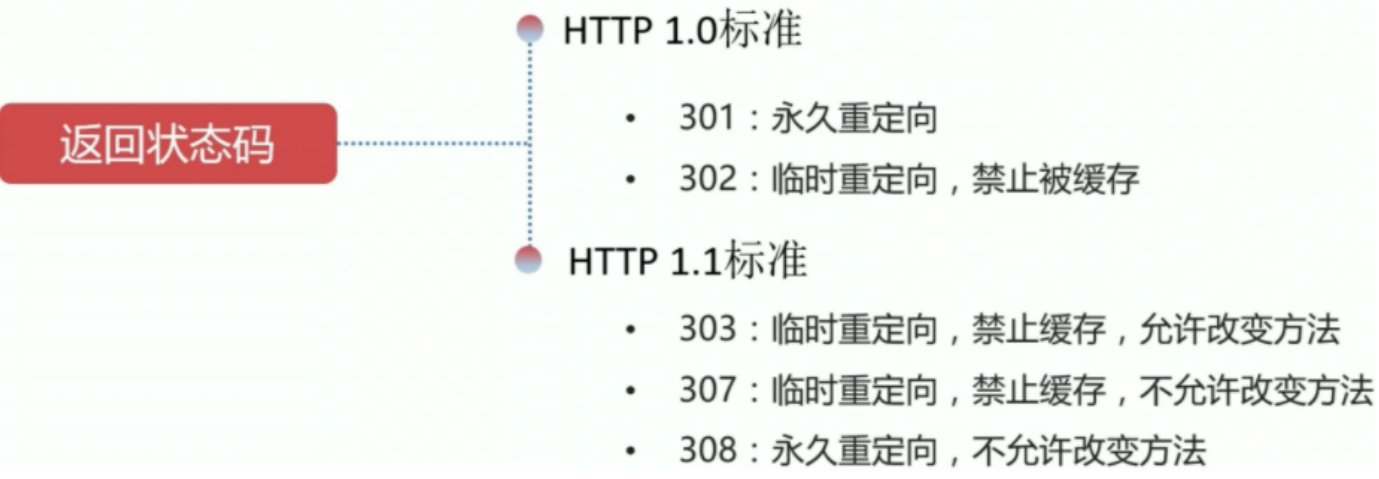 返回状态码
HTTP 1.0标准
• 301：永久重定向
• 302：临时重定向，禁止被缓存
HTTP 1.1标准
• 303：临时重定向，禁止缓存，允许改变方法
• 307：临时重定向，禁止缓存，不允许改变方法
• 308：永久重定向，不允许改变方法